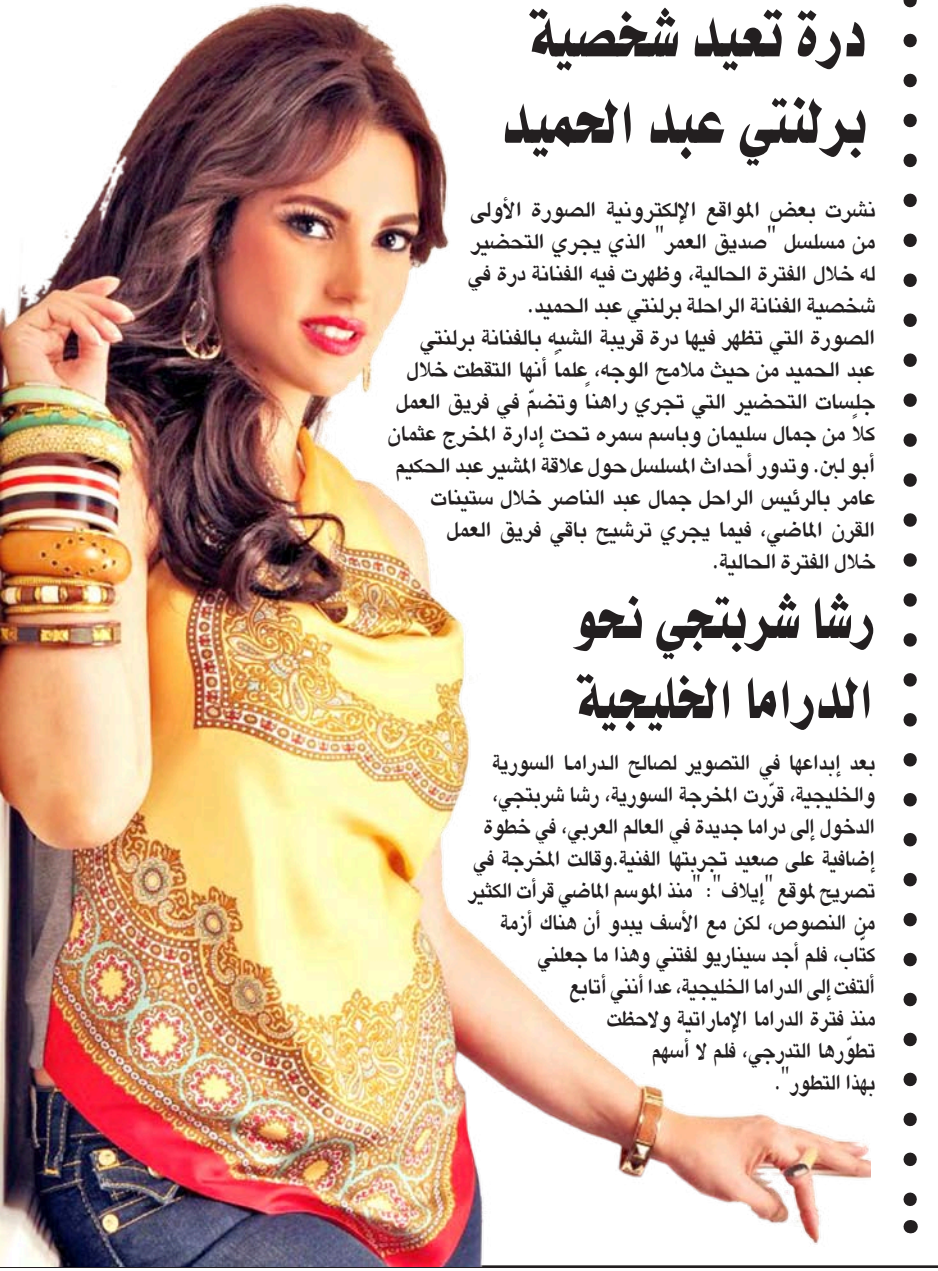 درة تعيد شخصية
برلنتي عبد الحميد
نشرت بعض المواقع الإلكترونية الصورة الأولى
من مسلسل "صديق العمر" الذي يجري التحضير
له خلال الفترة الحالية، وظهرت فيه الفنانة درة في
شخصية الفنانة الراحلة برلنتي عبد الحميد.
الصورة التي تظهر فيها درة قريبة الشبه بالفنانة برلنتي
عبد الحميد من حيث ملامح الوجه، علماً أنها التقطت خلال
جلسات التحضير التي تجري راهناً وتضمّ في فريق العمل
كلاً من جمال سليمان وباسم سمره تحت إدارة المخرج عثمان
أبو لبن. وتدور أحداث المسلسل حول علاقة المشير عبد الحكيم
عامر بالرئيس الراحل جمال عبد الناصر خلال ستينات
القرن الماضي، فيما يجري ترشيح باقي فريق العمل
خلال الفترة الحالية.
رشا شربتجي نحو
الدراما الخليجية
بعد إبداعها في التصوير لصالح الدراما السورية
والخليجية، قرّرت المخرجة السورية، رشا شربتجي،
الدخول إلى دراما جديدة في العالم العربي، في خطوة
إضافية على صعيد تجربتها الفنية.وقالت المخرجة في
تصريح لموقع "إيلاف": "منذ الموسم الماضي قرأت الكثير
من النصوص، لكن مع الأسف يبدو أن هناك أزمة
كتّاب، فلم أجد سيناريو لفتني وهذا ما جعلني
ألتفت إلى الدراما الخليجية، عدا أنني أتابع
منذ فترة الدراما الإماراتية ولاحظت
تطوّرها التدرجي، فلم لا أسهم
بهذا التطور".